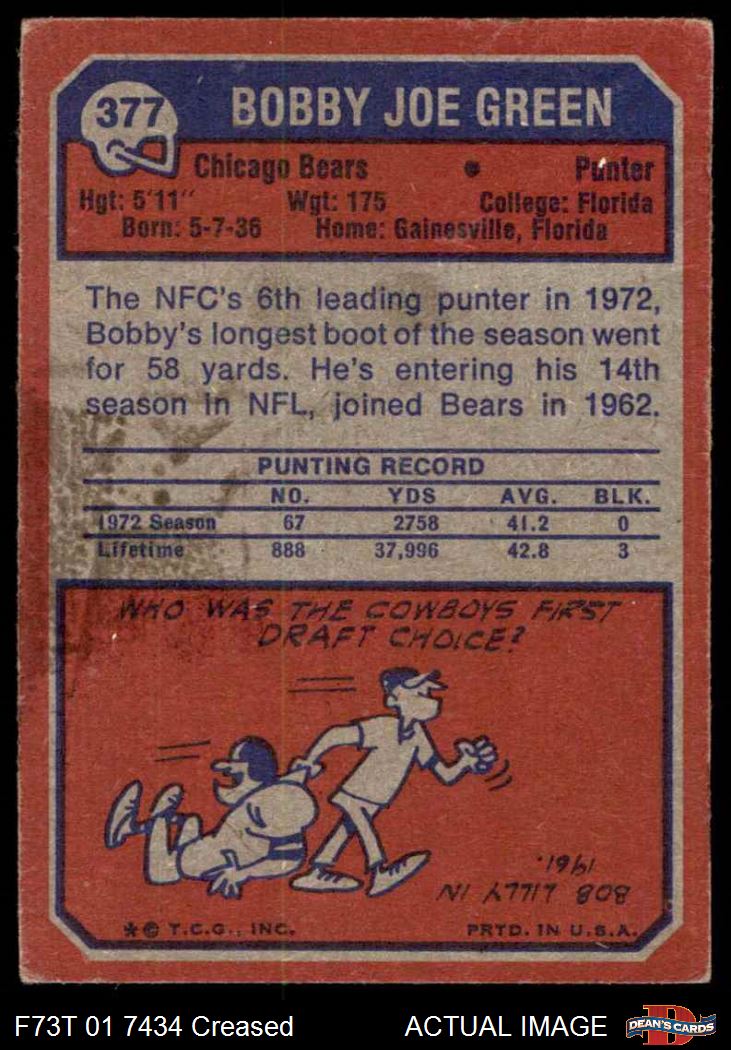 377
BOBBY JOE GREEN
Chicago Bears • Punter
Hgt: 5'11" Wgt: 175 College: Florida
Born: 5-7-36 Home: Gainesville, Florida
The NFC's 6th leading punter in 1972,
Bobby's longest boot of the season went
for 58 yards. He's entering his 14th
season in NFL, joined Bears in 1962.
PUNTING RECORD
NO. YDS AVG. BLK.
1972 Season 67 2758 41.2 0
Lifetime 888 37,996 42.8 3
WHO WAS THE COWBOYS FIRST
DRAFT CHOICE?
BOB LILLY IN
1961.
*© T.C.G., INC. PRTD. IN U.S.A.
F73T 01 7434 Creased ACTUAL IMAGE DEAN'S CARDS